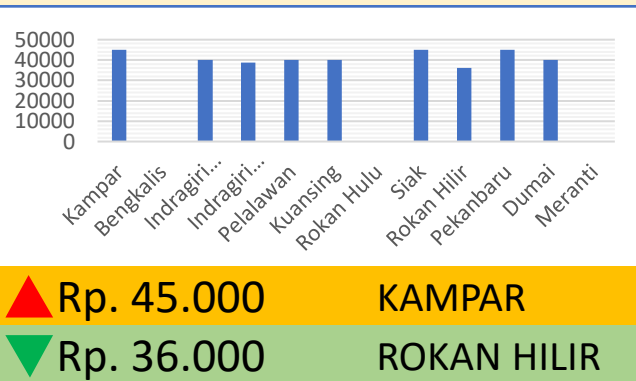 50000
40000
30000
20000
10000
0
Kampar
Bengkalis
Indragiri...
Indragiri...
Pelalawan
Kuansing
Rokan Hulu
Siak
Rokan Hilir
Pekanbaru
Dumai
Meranti
Rp. 45.000 KAMPAR
Rp. 36.000 ROKAN HILIR